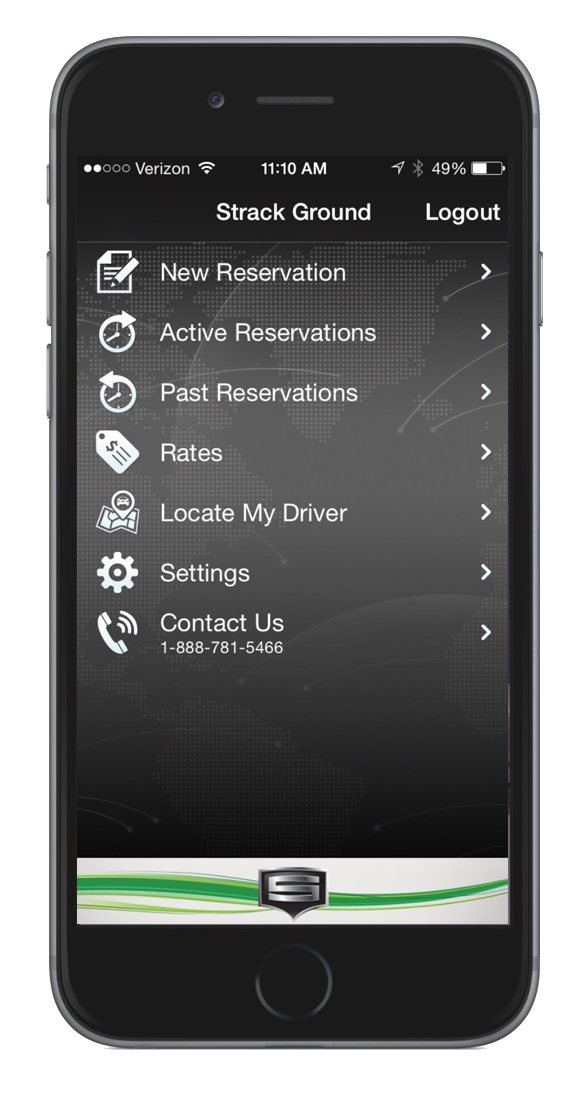 Verizon 11:10 AM 49%
Strack Ground Logout
New Reservation
Active Reservations
Past Reservations
$
Rates
Locate My Driver
Settings
Contact Us
1-888-781-5466
S